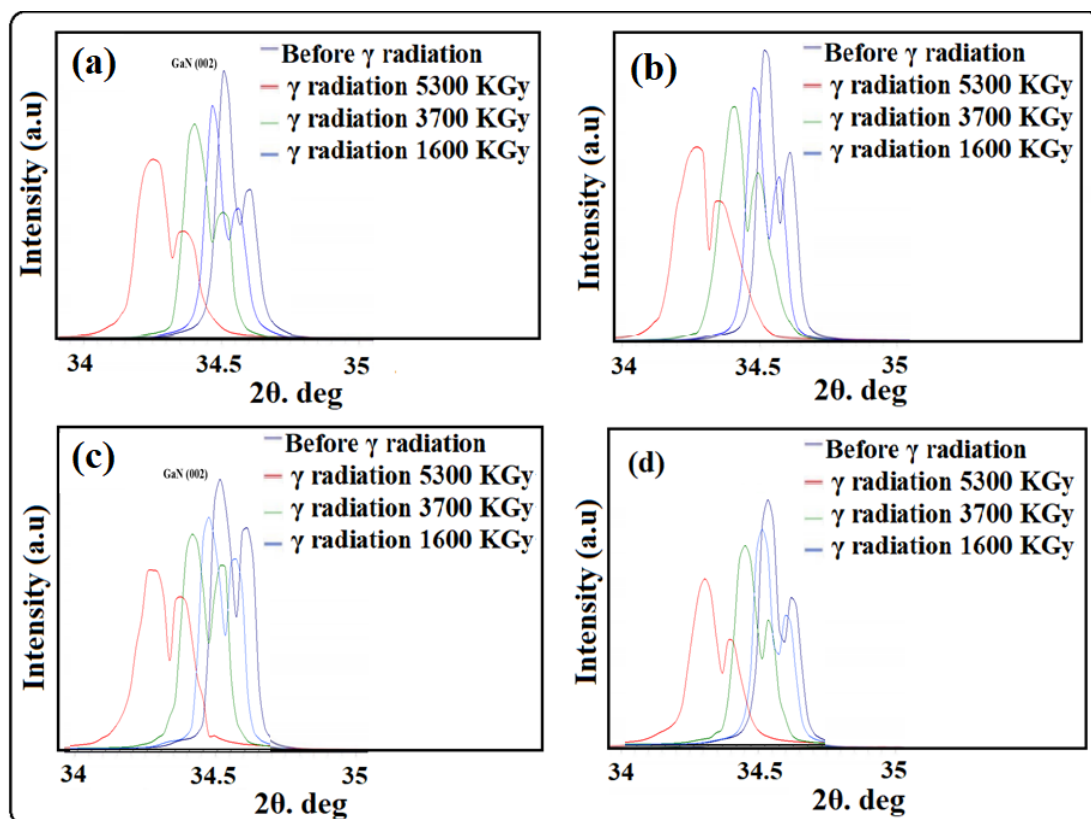 (a)
GaN (002)
Before γ radiation
γ radiation 5300 KGy
γ radiation 3700 KGy
γ radiation 1600 KGy
Intensity (a.u)
34 34.5 35
2θ. deg
(b)
Before γ radiation
γ radiation 5300 KGy
γ radiation 3700 KGy
γ radiation 1600 KGy
Intensity (a.u)
34 34.5 35
2θ. deg
(c)
GaN (002)
Before γ radiation
γ radiation 5300 KGy
γ radiation 3700 KGy
γ radiation 1600 KGy
Intensity (a.u)
34 34.5 35
2θ. deg
(d)
Before γ radiation
γ radiation 5300 KGy
γ radiation 3700 KGy
γ radiation 1600 KGy
Intensity (a.u)
34 34.5 35
2θ. deg